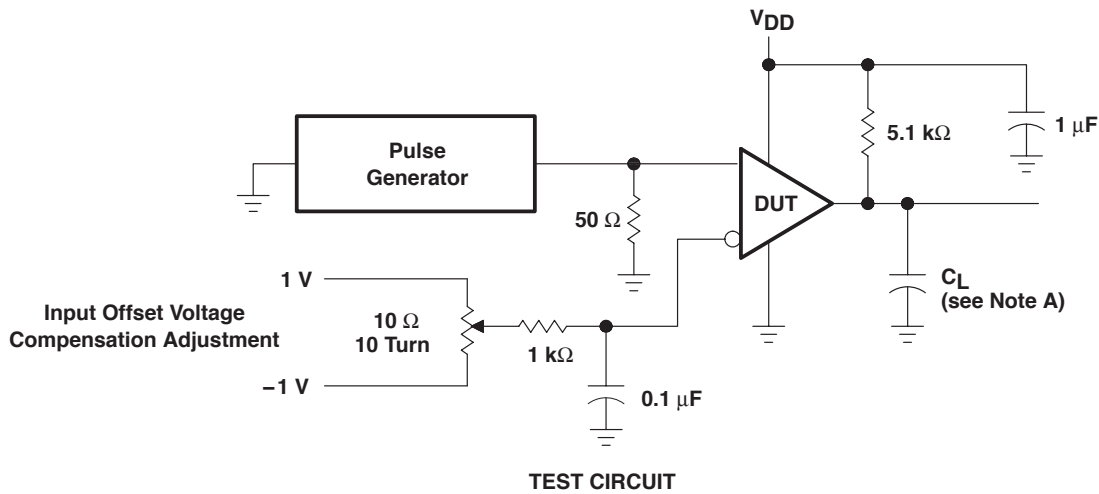 VDD
5.1 kΩ
1 μF
Pulse
Generator
DUT
50 Ω
CL
(see Note A)
1 V
Input Offset Voltage
Compensation Adjustment
10 Ω
10 Turn
1 kΩ
−1 V
0.1 μF
TEST CIRCUIT